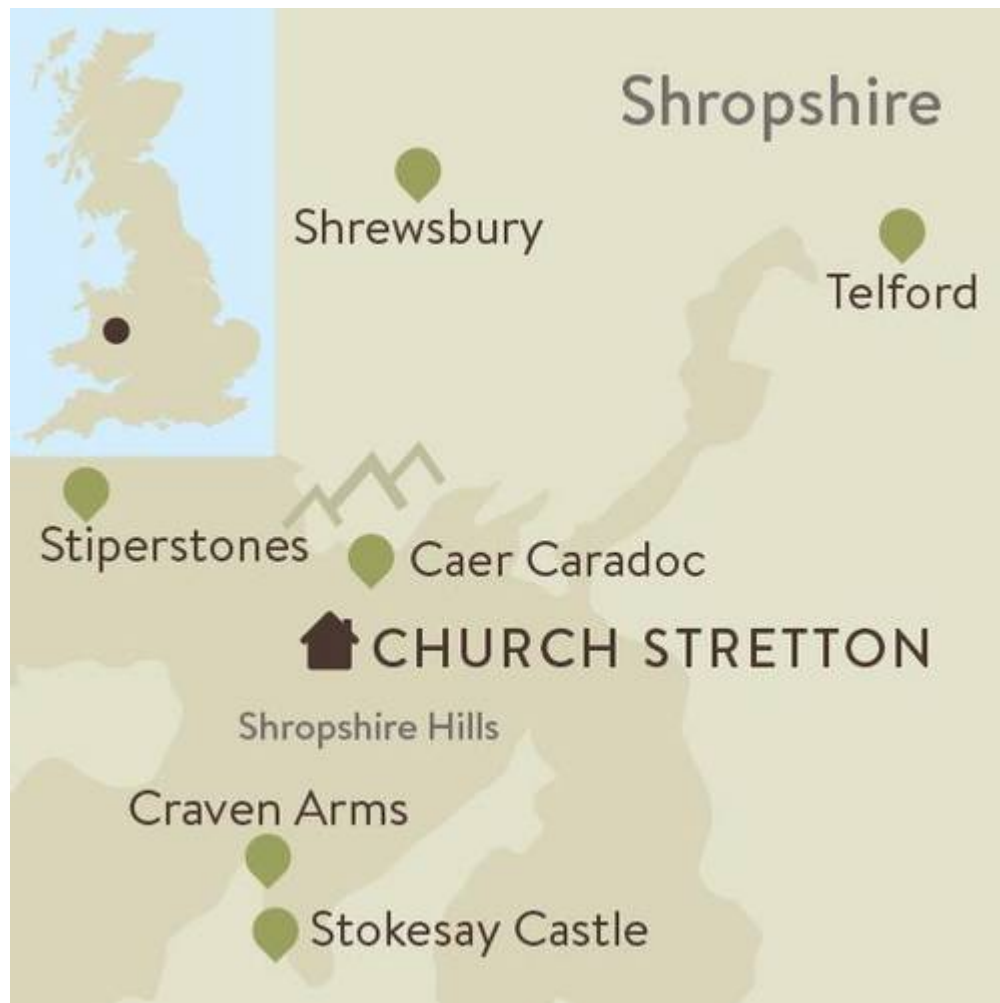 Shropshire
Shrewsbury
Telford
Stiperstones
Caer Caradoc
CHURCH STRETTON
Shropshire Hills
Craven Arms
Stokesay Castle